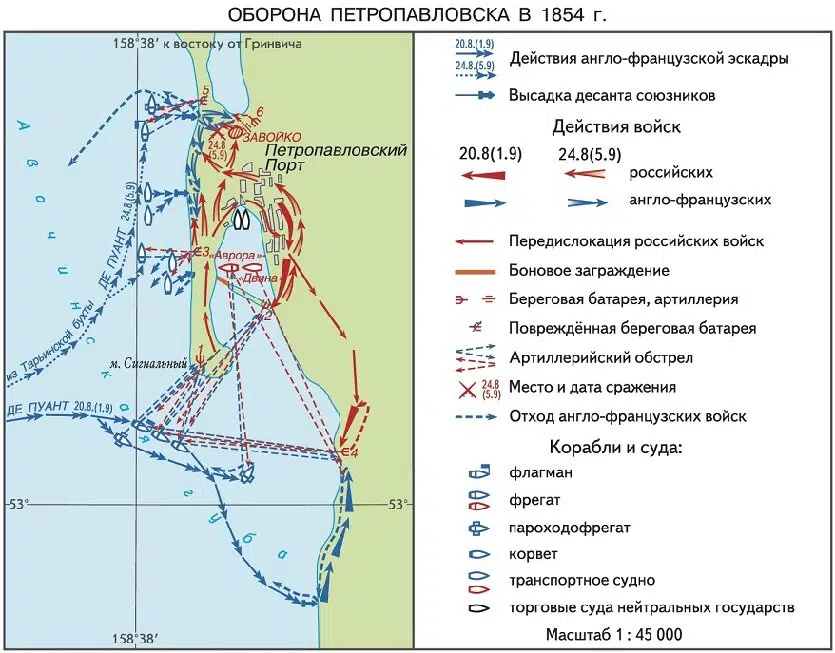 ОБОРОНА ПЕТРОПАВЛОВСКА В 1854 г.
158°38' к востоку от Гринвича
5
6
ЗАВОЙКО
24.8
(5.9)
Петропавловский
Порт
Авачинская губа
ДЕ ПУАНТ 24.8(5.9)
3
«Аврора»
«Двина»
2
из Тарьинской бухты
1
м. Сигнальный
ДЕ ПУАНТ 20.8.(1.9)
4
53°
53°
158°38'
20.8.(1.9)
24.8.(5.9)
Действия англо-французской эскадры
Высадка десанта союзников
Действия войск
20.8(1.9)
24.8(5.9)
российских
англо-французских
Передислокация российских войск
Боновое заграждение
Береговая батарея, артиллерия
Повреждённая береговая батарея
Артиллерийский обстрел
24.8
(5.9)
Место и дата сражения
Отход англо-французских войск
Корабли и суда:
флагман
фрегат
пароходофрегат
корвет
транспортное судно
торговые суда нейтральных государств
Масштаб 1 : 45 000